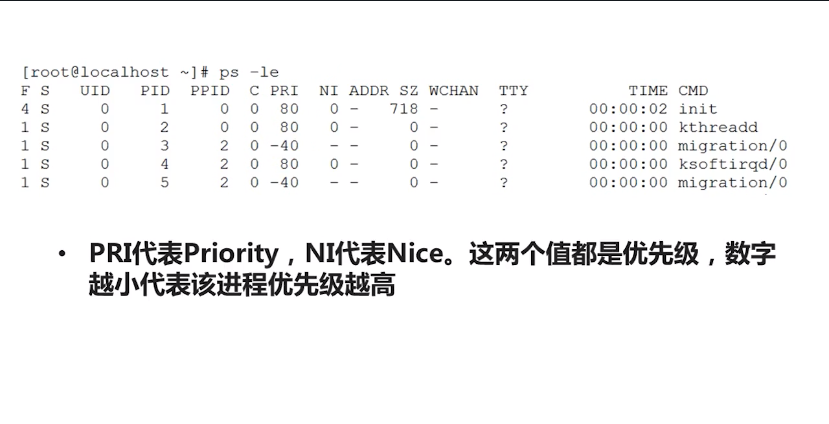 [root@localhost ~]# ps -le
F S UID PID PPID C PRI NI ADDR SZ WCHAN TTY TIME CMD
4 S 0 1 0 0 80 0 - 718 - ? 00:00:02 init
1 S 0 2 0 0 80 0 - 0 - ? 00:00:00 kthreadd
1 S 0 3 2 0 -40 - - 0 - ? 00:00:00 migration/0
1 S 0 4 2 0 80 0 - 0 - ? 00:00:00 ksoftirqd/0
1 S 0 5 2 0 -40 - - 0 - ? 00:00:00 migration/0
• PRI代表Priority，NI代表Nice。这两个值都是优先级，数字
越小代表该进程优先级越高